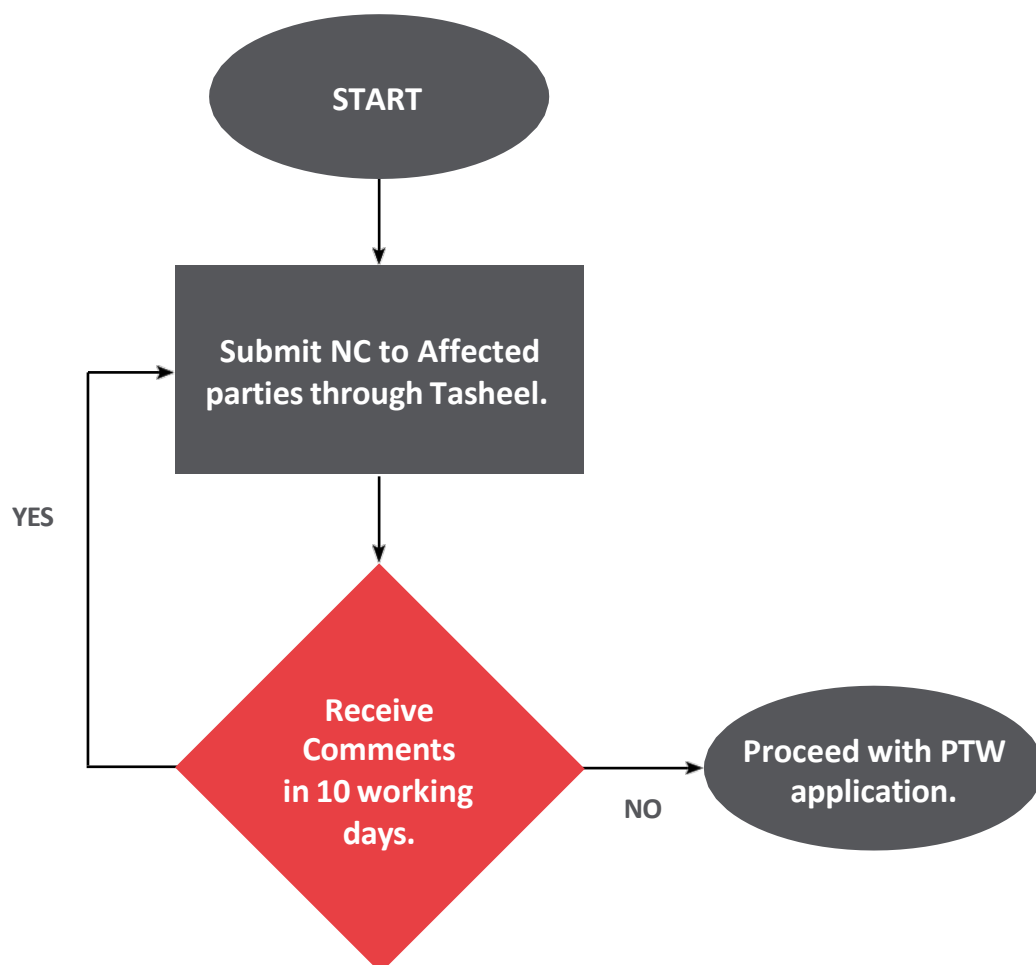 START
Submit NC to Affected
parties through Tasheel.
YES
Receive
Comments
in 10 working
days.
NO
Proceed with PTW
application.